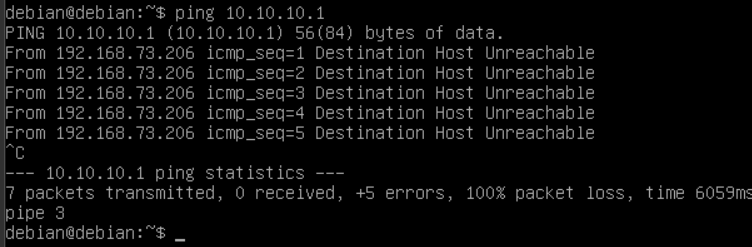 debian@debian:~$ ping 10.10.10.1
PING 10.10.10.1 (10.10.10.1) 56(84) bytes of data.
From 192.168.73.206 icmp_seq=1 Destination Host Unreachable
From 192.168.73.206 icmp_seq=2 Destination Host Unreachable
From 192.168.73.206 icmp_seq=3 Destination Host Unreachable
From 192.168.73.206 icmp_seq=4 Destination Host Unreachable
From 192.168.73.206 icmp_seq=5 Destination Host Unreachable
^C
--- 10.10.10.1 ping statistics ---
7 packets transmitted, 0 received, +5 errors, 100% packet loss, time 6059ms
pipe 3
debian@debian:~$ _